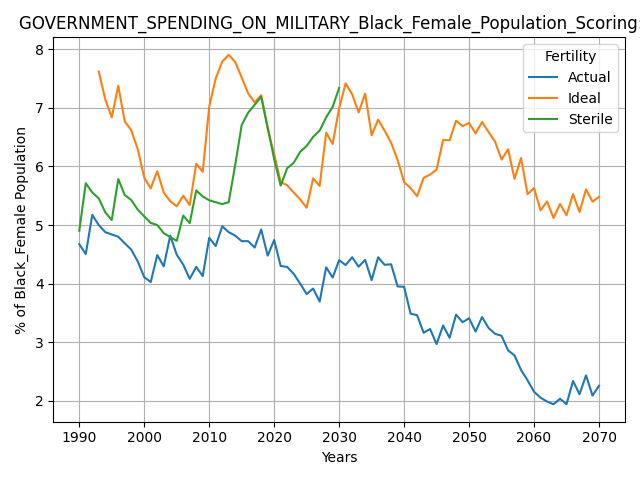 GOVERNMENT_SPENDING_ON_MILITARY_Black_Female_Population_Scoring:
8
7
6
5
4
3
2
% of Black_Female Population
Fertility
Actual
Ideal
Sterile
1990 2000 2010 2020 2030 2040 2050 2060 2070
Years